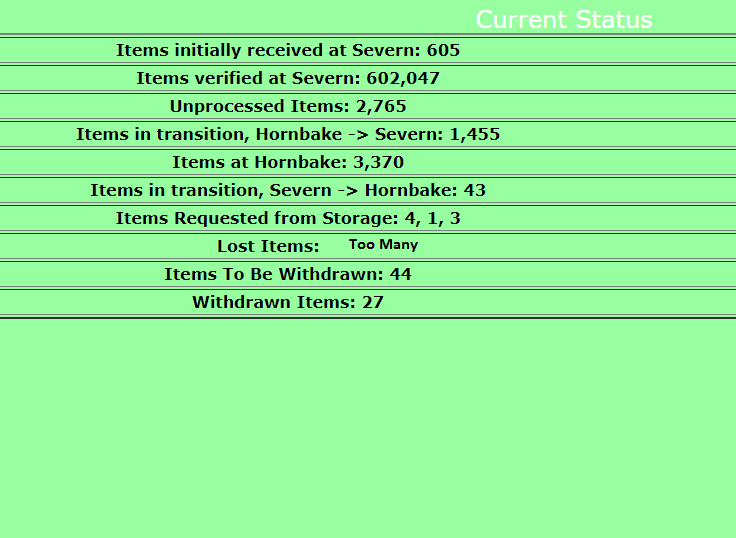 Current Status
Items initially received at Severn: 605
Items verified at Severn: 602,047
Unprocessed Items: 2,765
Items in transition, Hornbake -> Severn: 1,455
Items at Hornbake: 3,370
Items in transition, Severn -> Hornbake: 43
Items Requested from Storage: 4, 1, 3
Lost Items: Too Many
Items To Be Withdrawn: 44
Withdrawn Items: 27